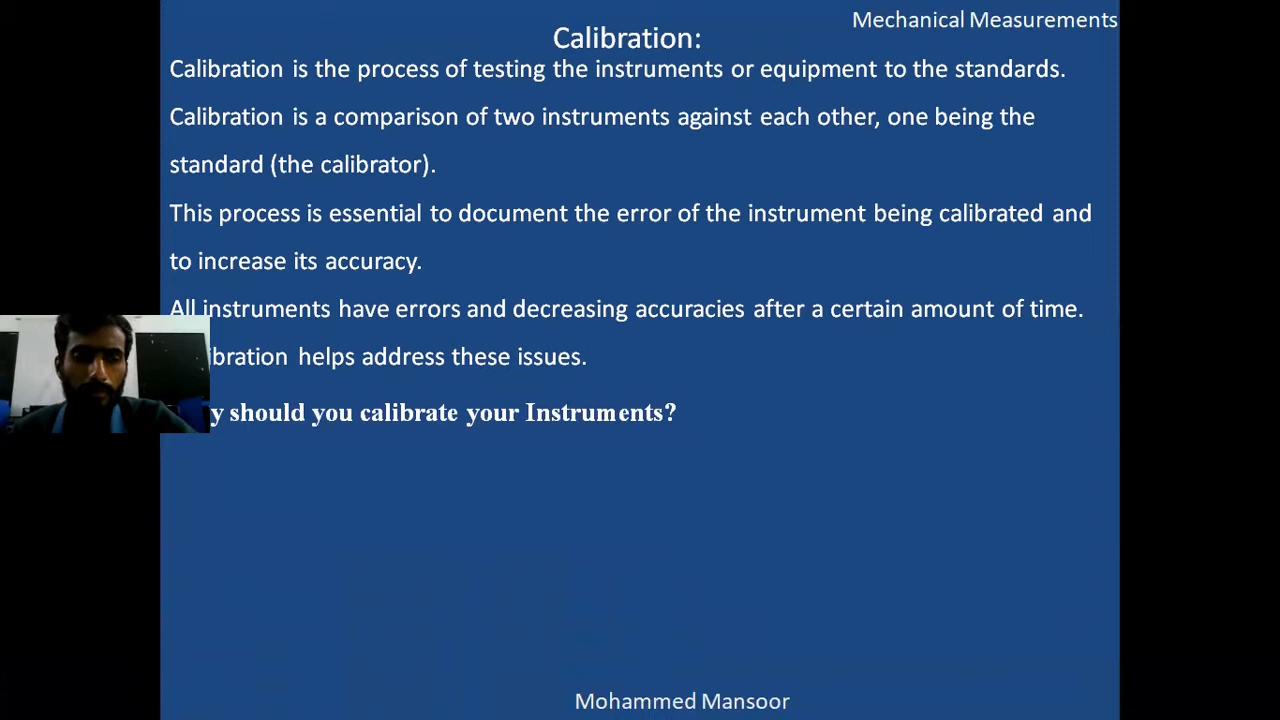 Mechanical Measurements
Calibration:
Calibration is the process of testing the instruments or equipment to the standards.
Calibration is a comparison of two instruments against each other, one being the
standard (the calibrator).
This process is essential to document the error of the instrument being calibrated and
to increase its accuracy.
All instruments have errors and decreasing accuracies after a certain amount of time.
ibration helps address these issues.
y should you calibrate your Instruments?
Mohammed Mansoor